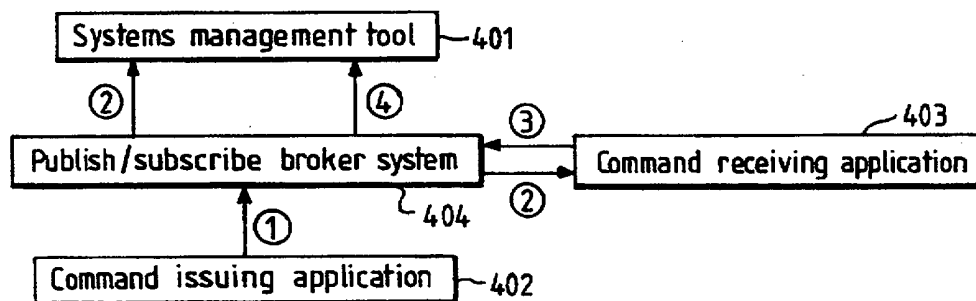 Systems management tool
401
②
④
③
403
Publish/subscribe broker system
Command receiving application
②
404
①
Command issuing application
402